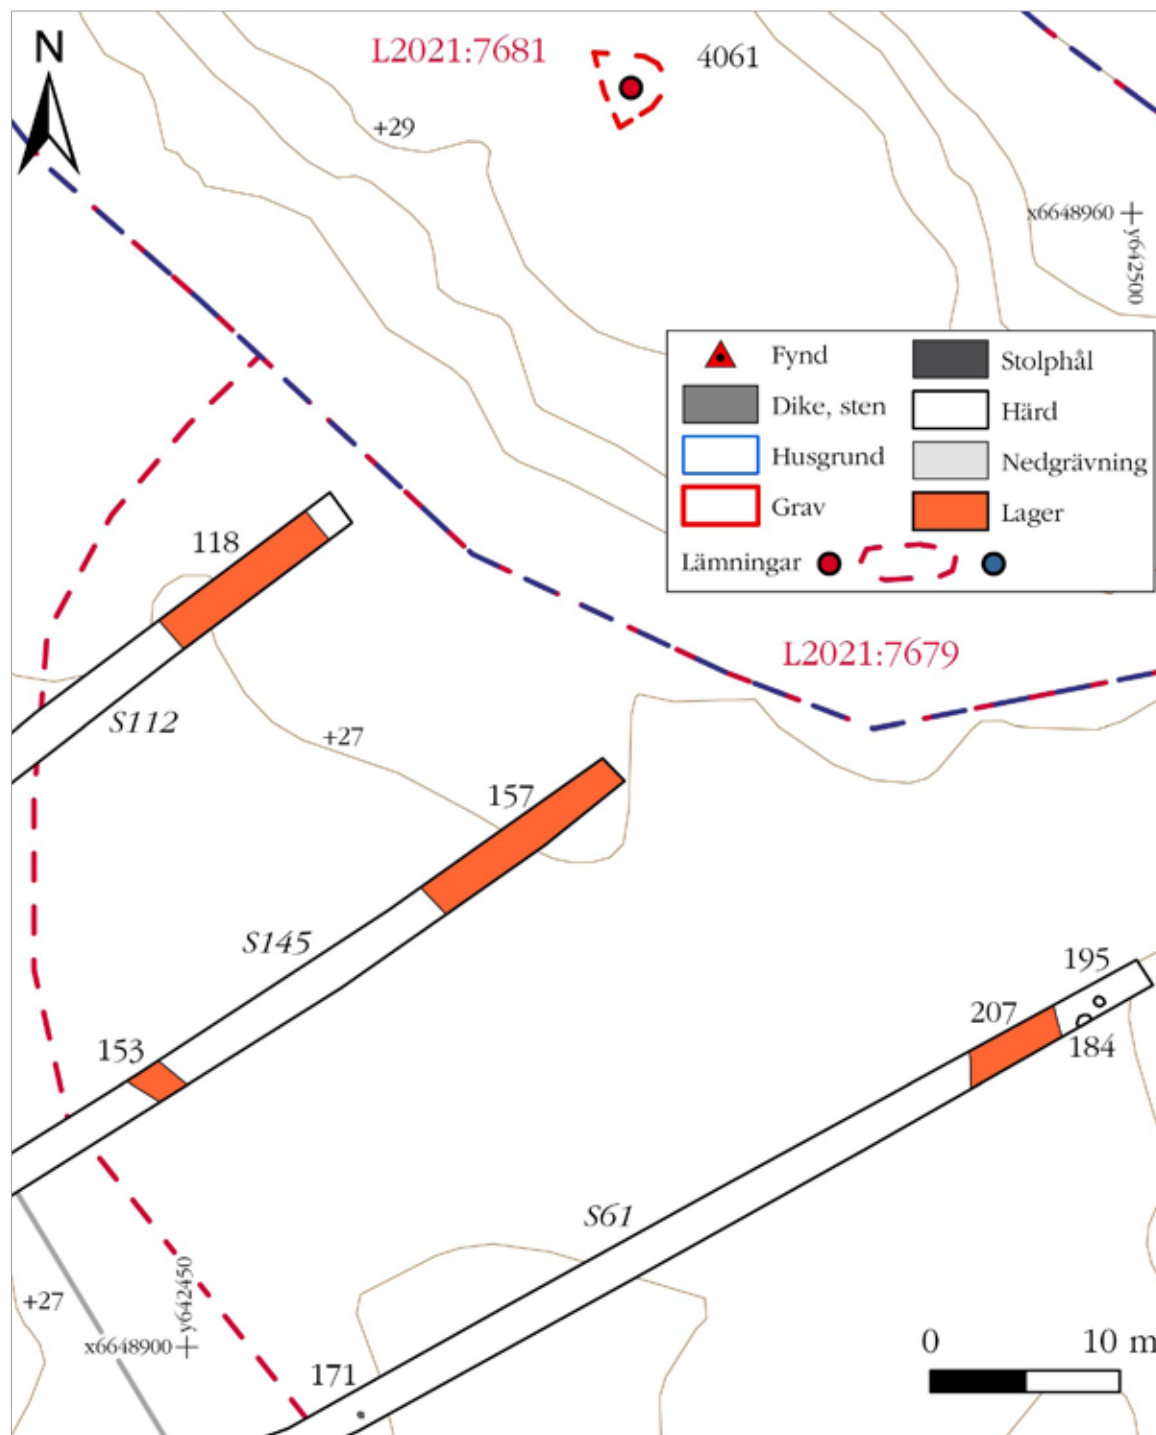 N
L2021:7681
4061
+29
x6648960
y642500
Fynd
Stolphål
Dike, sten
Härd
Husgrund
Nedgrävning
Grav
Lager
Lämningar
118
L2021:7679
S112
+27
157
S145
195
207
153
184
S61
y642450
+27
x6648900
0 10 m
171